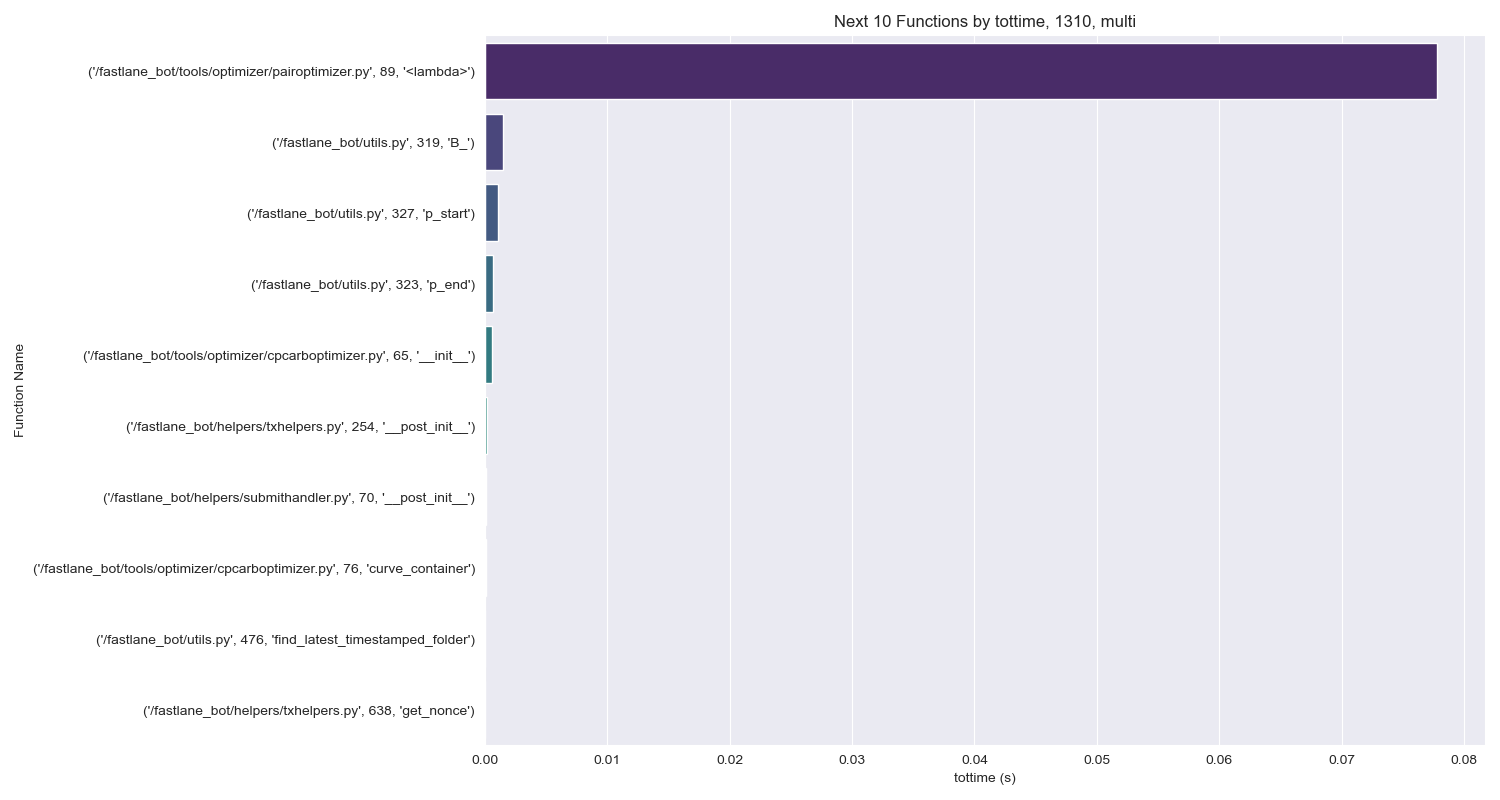 Next 10 Functions by tottime, 1310, multi
Function Name
('/fastlane_bot/tools/optimizer/pairoptimizer.py', 89, '<lambda>')
('/fastlane_bot/utils.py', 319, 'B_')
('/fastlane_bot/utils.py', 327, 'p_start')
('/fastlane_bot/utils.py', 323, 'p_end')
('/fastlane_bot/tools/optimizer/cpcarboptimizer.py', 65, '__init__')
('/fastlane_bot/helpers/txhelpers.py', 254, '__post_init__')
('/fastlane_bot/helpers/submithandler.py', 70, '__post_init__')
('/fastlane_bot/tools/optimizer/cpcarboptimizer.py', 76, 'curve_container')
('/fastlane_bot/utils.py', 476, 'find_latest_timestamped_folder')
('/fastlane_bot/helpers/txhelpers.py', 638, 'get_nonce')
0.00 0.01 0.02 0.03 0.04 0.05 0.06 0.07 0.08
tottime (s)